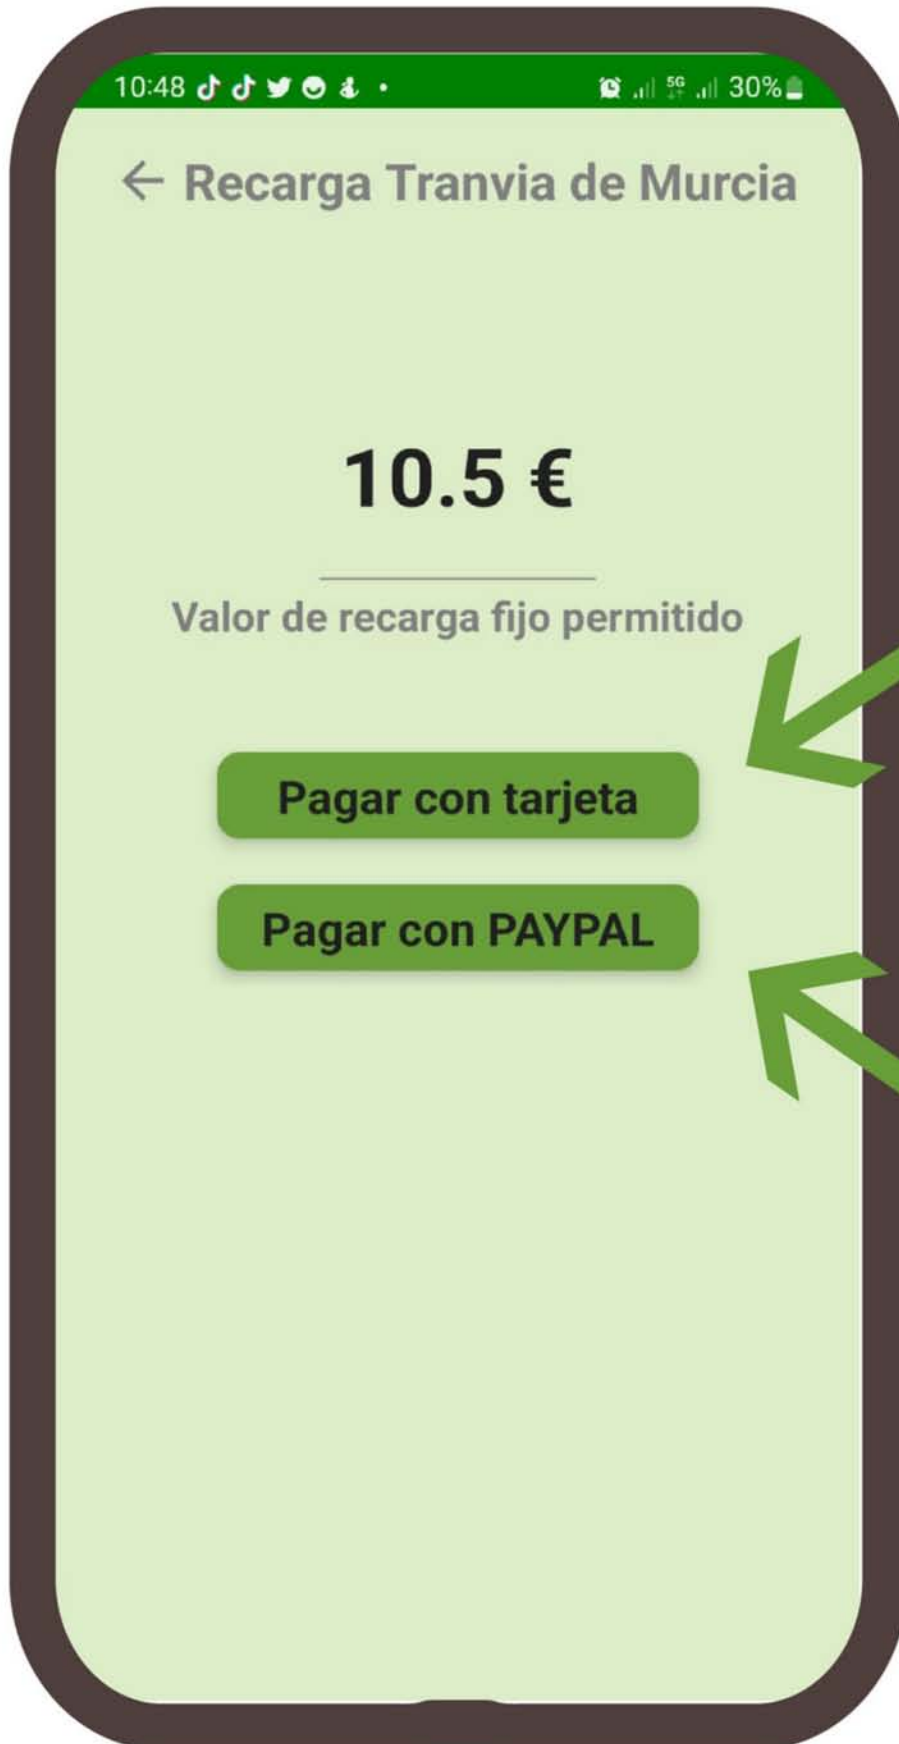 10:48 5G 30%
← Recarga Tranvia de Murcia
10.5 €
Valor de recarga fijo permitido
Pagar con tarjeta
Pagar con PAYPAL